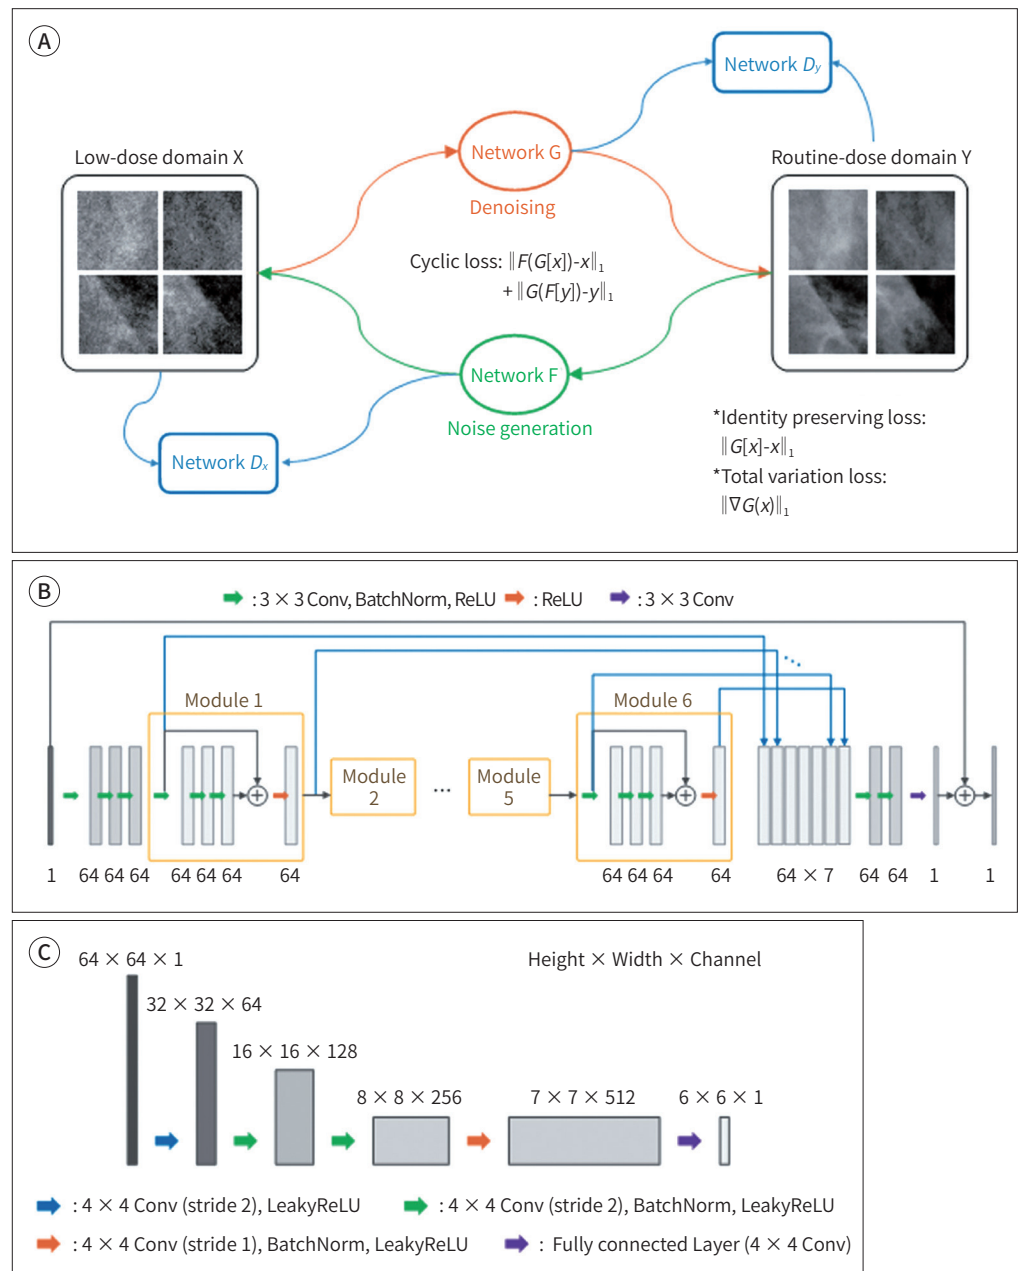 A
Network Dy
Low-dose domain X
Network G
Routine-dose domain Y
Denoising
Cyclic loss: ‖F(G[x])-x‖1
+ ‖G(F[y])-y‖1
Network F
Noise generation
Network Dx
*Identity preserving loss:
‖G[x]-x‖1
*Total variation loss:
‖∇G(x)‖1
B
: 3 × 3 Conv, BatchNorm, ReLU
: ReLU
: 3 × 3 Conv
Module 1
Module 6
Module
2
...
Module
5
1 64 64 64 64 64 64 64 64 64 64 64 64 × 7 64 64 1 1
C
64 × 64 × 1
Height × Width × Channel
32 × 32 × 64
16 × 16 × 128
8 × 8 × 256
7 × 7 × 512
6 × 6 × 1
: 4 × 4 Conv (stride 2), LeakyReLU
: 4 × 4 Conv (stride 2), BatchNorm, LeakyReLU
: 4 × 4 Conv (stride 1), BatchNorm, LeakyReLU
: Fully connected Layer (4 × 4 Conv)